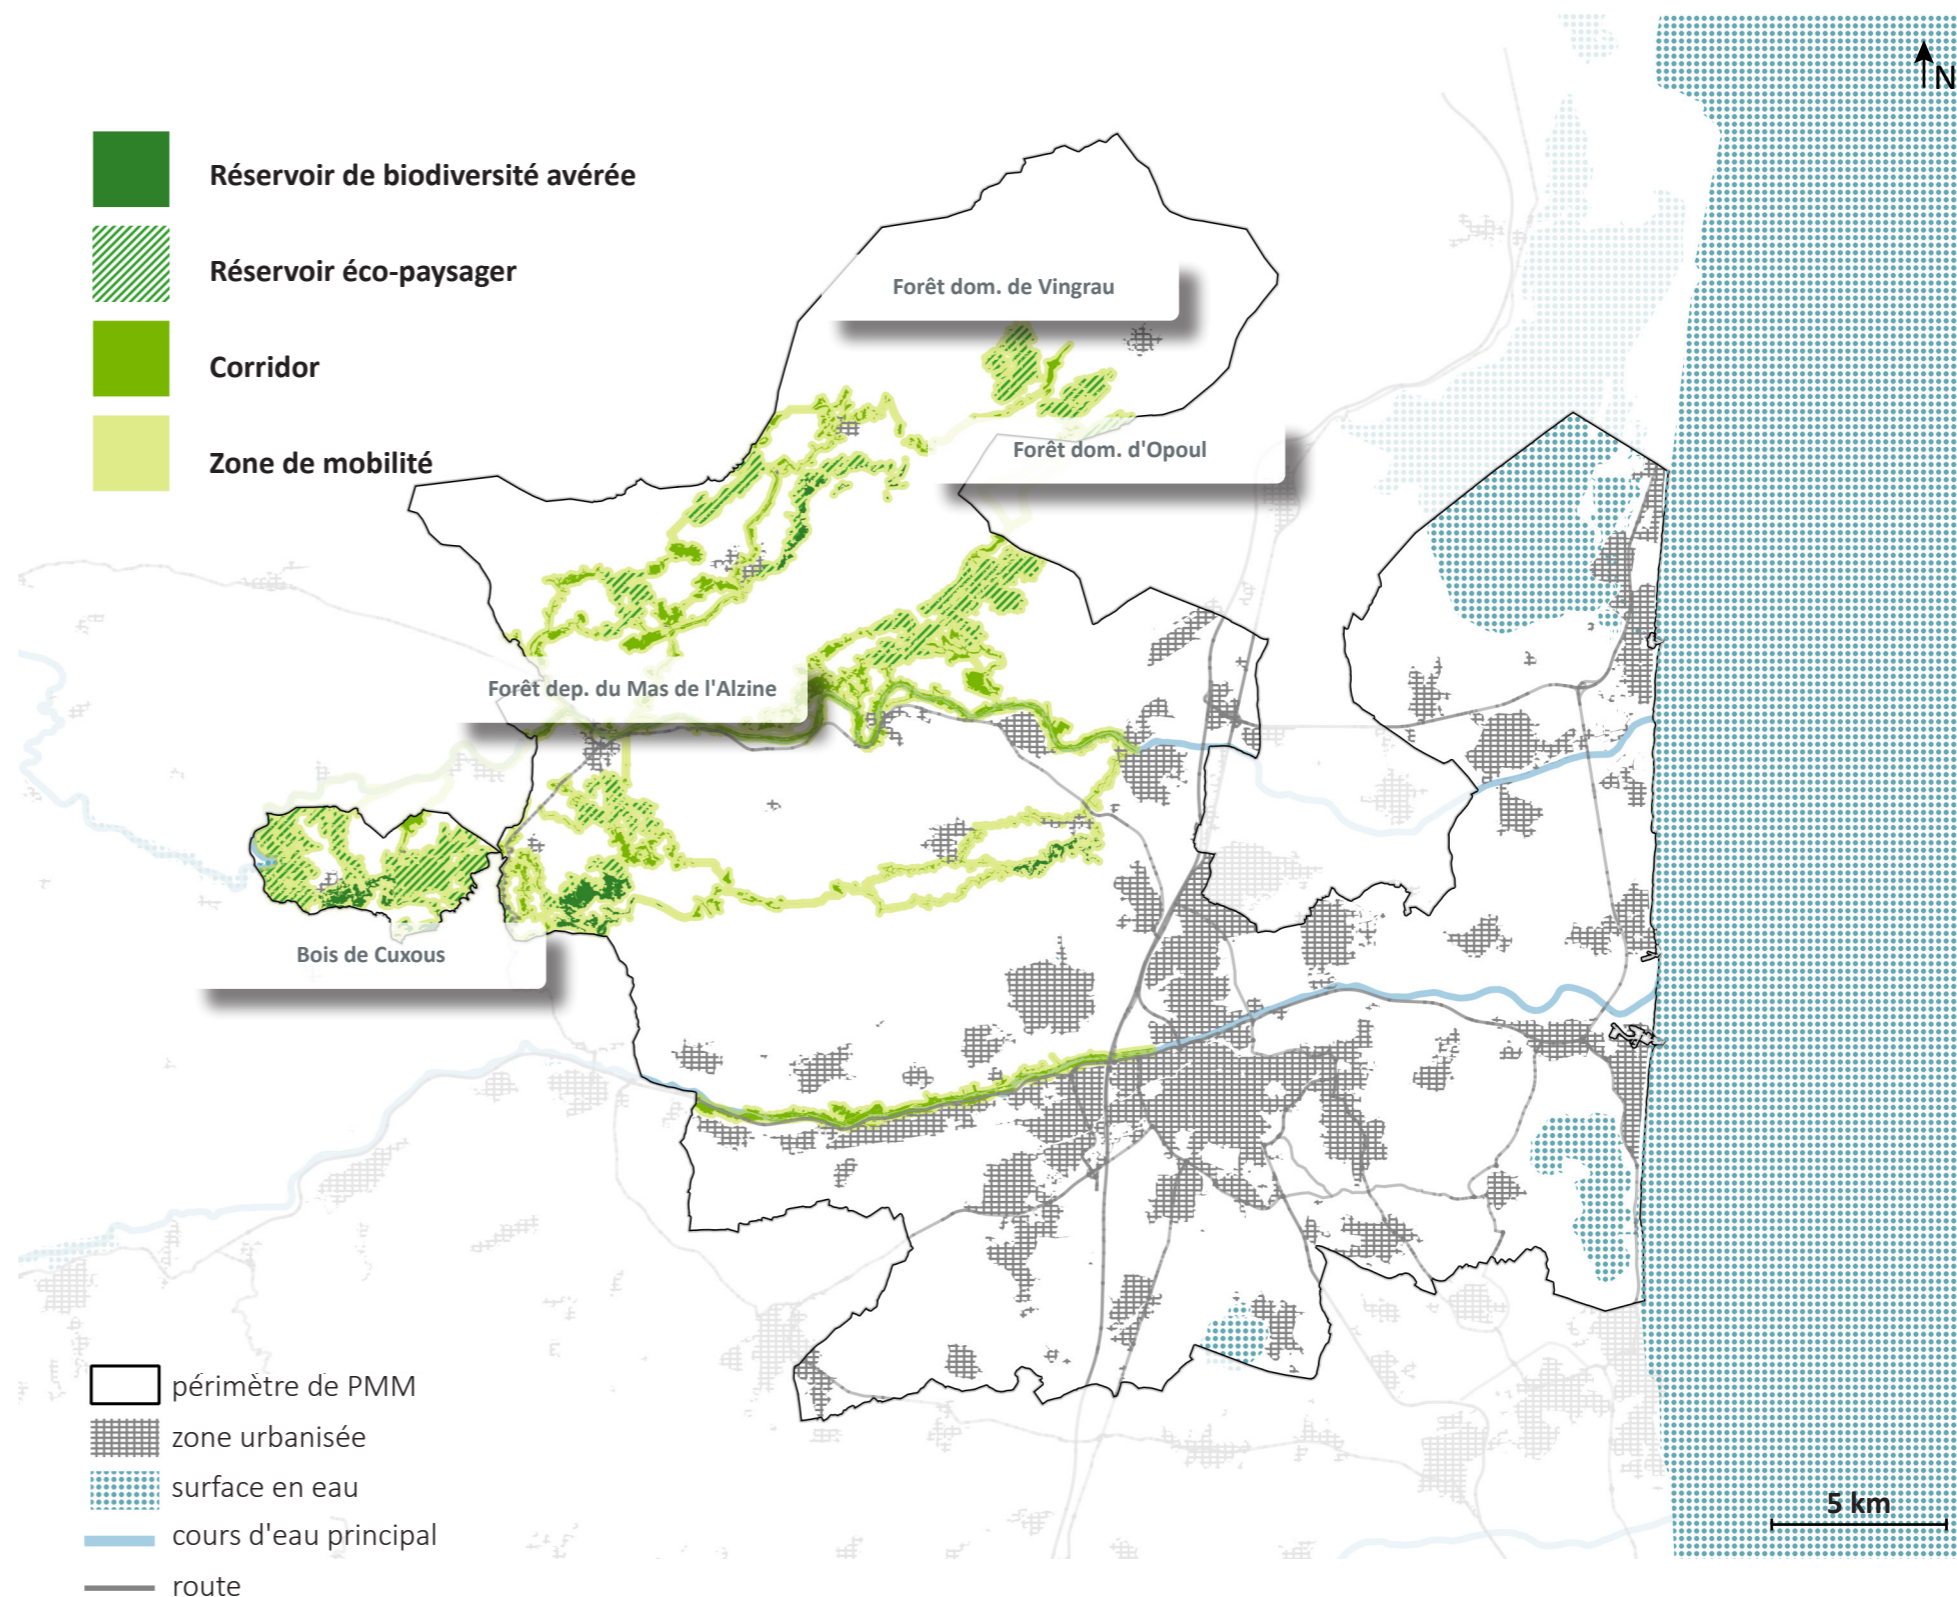 N
Réservoir de biodiversité avérée
Réservoir éco-paysager
Corridor
Zone de mobilité
Forêt dom. de Vingrau
Forêt dom. d'Opoul
Forêt dep. du Mas de l'Alzine
Bois de Cuxous
périmètre de PMM
zone urbanisée
surface en eau
cours d'eau principal
route
5 km